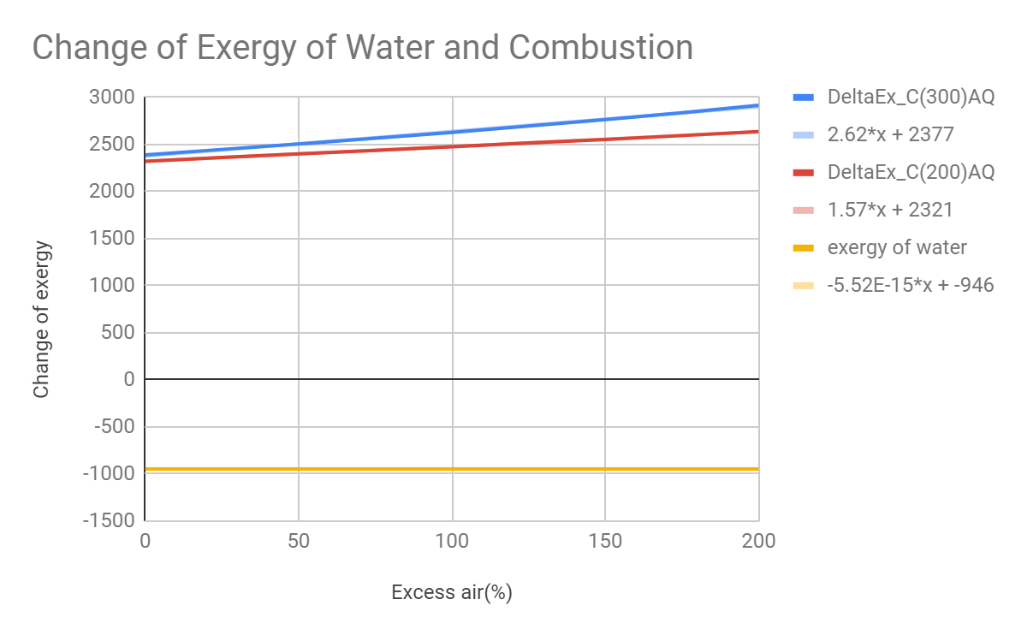 Change of Exergy of Water and Combustion
3000
2500
2000
1500
1000
500
0
-500
-1000
-1500
0 50 100 150 200
Change of exergy
Excess air(%)
DeltaEx_C(300)AQ
2.62*x + 2377
DeltaEx_C(200)AQ
1.57*x + 2321
exergy of water
-5.52E-15*x + -946